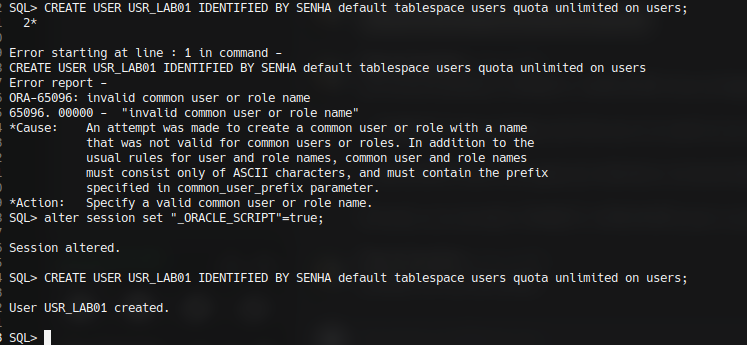 SQL> CREATE USER USR_LAB01 IDENTIFIED BY SENHA default tablespace users quota unlimited on users;
2*
Error starting at line : 1 in command -
CREATE USER USR_LAB01 IDENTIFIED BY SENHA default tablespace users quota unlimited on users
Error report -
ORA-65096: invalid common user or role name
65096. 00000 - "invalid common user or role name"
*Cause: An attempt was made to create a common user or role with a name
that was not valid for common users or roles. In addition to the
usual rules for user and role names, common user and role names
must consist only of ASCII characters, and must contain the prefix
specified in common_user_prefix parameter.
*Action: Specify a valid common user or role name.
SQL> alter session set "_ORACLE_SCRIPT"=true;
Session altered.
SQL> CREATE USER USR_LAB01 IDENTIFIED BY SENHA default tablespace users quota unlimited on users;
User USR_LAB01 created.
SQL>